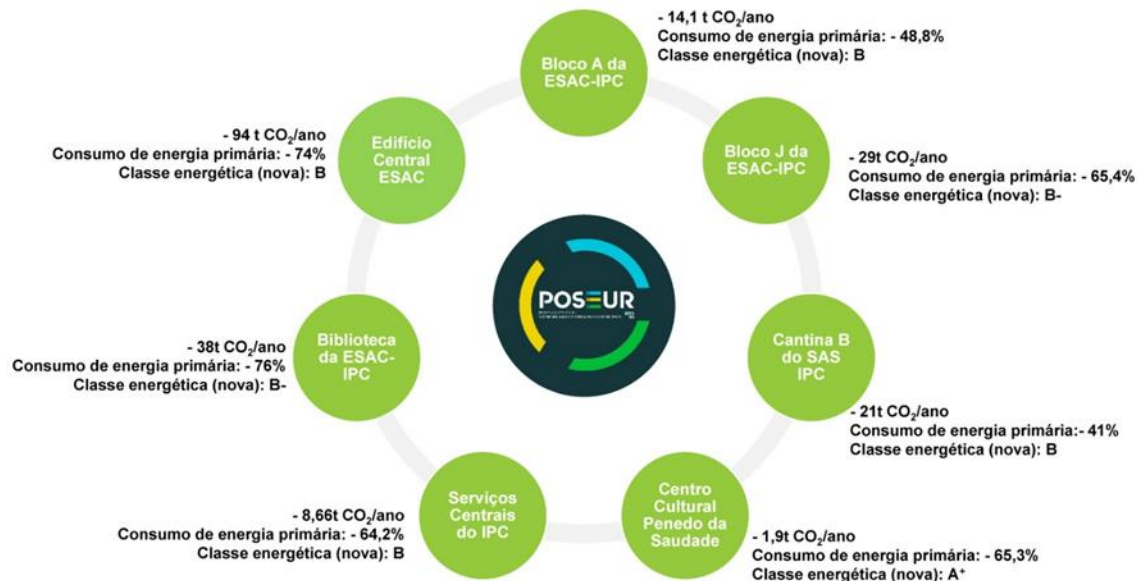 - 14,1 t CO₂/ano
Consumo de energia primária: - 48,8%
Classe energética (nova): B
Bloco A da
ESAC-IPC
Bloco J da
ESAC-IPC
- 29t CO₂/ano
Consumo de energia primária: - 65,4%
Classe energética (nova): B-
Cantina B
do SAS
IPC
- 21t CO₂/ano
Consumo de energia primária:- 41%
Classe energética (nova): B
Centro
Cultural
Penedo da
Saudade
- 1,9t CO₂/ano
Consumo de energia primária: - 65,3%
Classe energética (nova): A⁺
Serviços
Centrais
do IPC
- 8,66t CO₂/ano
Consumo de energia primária: - 64,2%
Classe energética (nova): B
Biblioteca
da ESAC-
IPC
- 38t CO₂/ano
Consumo de energia primária: - 76%
Classe energética (nova): B-
Edifício
Central
ESAC
- 94 t CO₂/ano
Consumo de energia primária: - 74%
Classe energética (nova): B
POSEUR